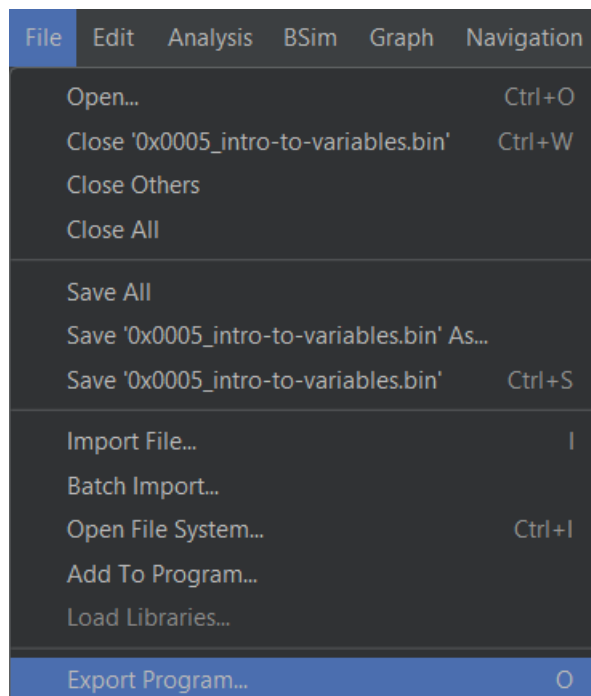 File Edit Analysis BSim Graph Navigation
Open... Ctrl+O
Close '0x0005_intro-to-variables.bin' Ctrl+W
Close Others
Close All
Save All
Save '0x0005_intro-to-variables.bin' As...
Save '0x0005_intro-to-variables.bin' Ctrl+S
Import File... I
Batch Import...
Open File System... Ctrl+I
Add To Program...
Load Libraries...
Export Program... O